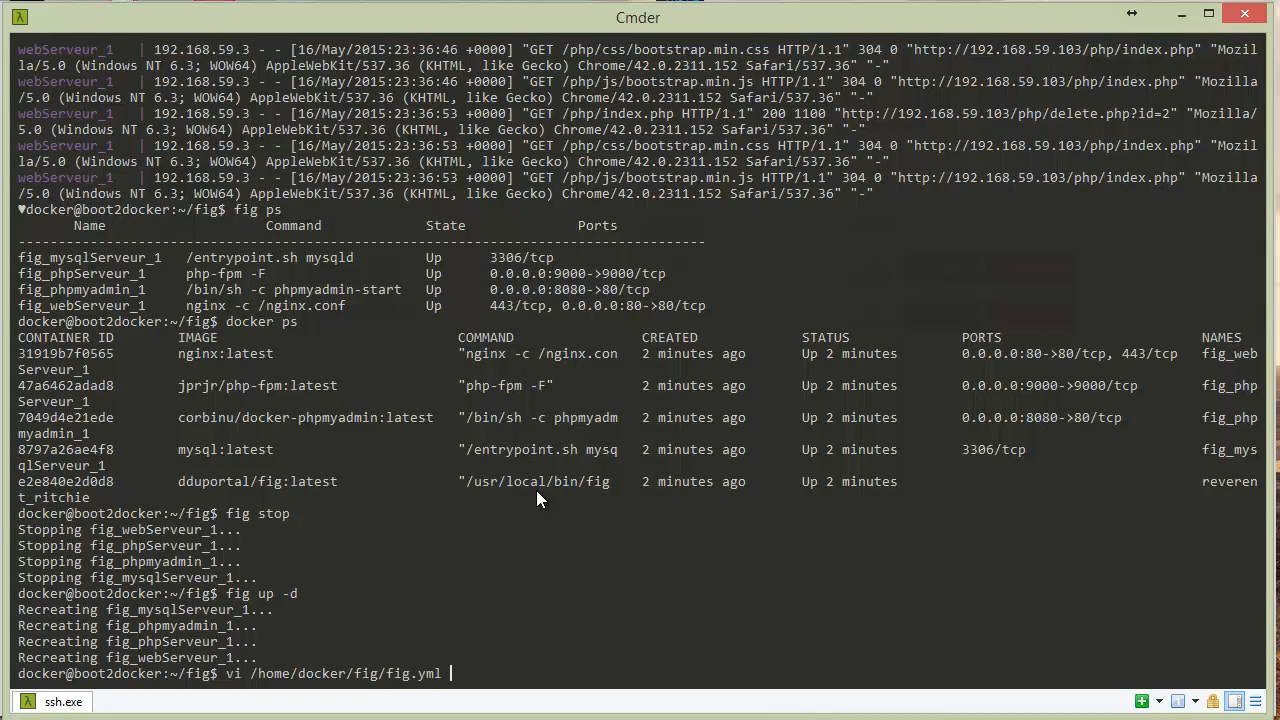 Cmder
webServeur_1   | 192.168.59.3 - - [16/May/2015:23:36:46 +0000] "GET /php/css/bootstrap.min.css HTTP/1.1" 304 0 "http://192.168.59.103/php/index.php" "Mozil
la/5.0 (Windows NT 6.3; WOW64) AppleWebKit/537.36 (KHTML, like Gecko) Chrome/42.0.2311.152 Safari/537.36" "-"
webServeur_1   | 192.168.59.3 - - [16/May/2015:23:36:46 +0000] "GET /php/js/bootstrap.min.js HTTP/1.1" 304 0 "http://192.168.59.103/php/index.php" "Mozilla
/5.0 (Windows NT 6.3; WOW64) AppleWebKit/537.36 (KHTML, like Gecko) Chrome/42.0.2311.152 Safari/537.36" "-"
webServeur_1   | 192.168.59.3 - - [16/May/2015:23:36:53 +0000] "GET /php/index.php HTTP/1.1" 200 1100 "http://192.168.59.103/php/delete.php?id=2" "Mozilla/
5.0 (Windows NT 6.3; WOW64) AppleWebKit/537.36 (KHTML, like Gecko) Chrome/42.0.2311.152 Safari/537.36" "-"
webServeur_1   | 192.168.59.3 - - [16/May/2015:23:36:53 +0000] "GET /php/css/bootstrap.min.css HTTP/1.1" 304 0 "http://192.168.59.103/php/index.php" "Mozil
la/5.0 (Windows NT 6.3; WOW64) AppleWebKit/537.36 (KHTML, like Gecko) Chrome/42.0.2311.152 Safari/537.36" "-"
webServeur_1   | 192.168.59.3 - - [16/May/2015:23:36:53 +0000] "GET /php/js/bootstrap.min.js HTTP/1.1" 304 0 "http://192.168.59.103/php/index.php" "Mozilla
/5.0 (Windows NT 6.3; WOW64) AppleWebKit/537.36 (KHTML, like Gecko) Chrome/42.0.2311.152 Safari/537.36" "-"
♥docker@boot2docker:~/fig$ fig ps
Name                    Command             State              Ports
--------------------------------------------------------------------------------------
fig_mysqlServeur_1   /entrypoint.sh mysqld         Up      3306/tcp
fig_phpServeur_1     php-fpm -F                    Up      0.0.0.0:9000->9000/tcp
fig_phpmyadmin_1     /bin/sh -c phpmyadmin-start   Up      0.0.0.0:8080->80/tcp
fig_webServeur_1     nginx -c /nginx.conf          Up      443/tcp, 0.0.0.0:80->80/tcp
docker@boot2docker:~/fig$ docker ps
CONTAINER ID        IMAGE                              COMMAND                CREATED             STATUS              PORTS                         NAMES
31919b7f0565        nginx:latest                       "nginx -c /nginx.con   2 minutes ago       Up 2 minutes        0.0.0.0:80->80/tcp, 443/tcp   fig_web
Serveur_1
47a6462adad8        jprjr/php-fpm:latest               "php-fpm -F"           2 minutes ago       Up 2 minutes        0.0.0.0:9000->9000/tcp        fig_php
Serveur_1
7049d4e21ede        corbinu/docker-phpmyadmin:latest   "/bin/sh -c phpmyadm   2 minutes ago       Up 2 minutes        0.0.0.0:8080->80/tcp          fig_php
myadmin_1
8797a26ae4f8        mysql:latest                       "/entrypoint.sh mysq   2 minutes ago       Up 2 minutes        3306/tcp                      fig_mys
qlServeur_1
e2e840e2d0d8        dduportal/fig:latest               "/usr/local/bin/fig    2 minutes ago       Up 2 minutes                                      reveren
t_ritchie
docker@boot2docker:~/fig$ fig stop
Stopping fig_webServeur_1...
Stopping fig_phpServeur_1...
Stopping fig_phpmyadmin_1...
Stopping fig_mysqlServeur_1...
docker@boot2docker:~/fig$ fig up -d
Recreating fig_mysqlServeur_1...
Recreating fig_phpmyadmin_1...
Recreating fig_phpServeur_1...
Recreating fig_webServeur_1...
docker@boot2docker:~/fig$ vi /home/docker/fig/fig.yml
ssh.exe